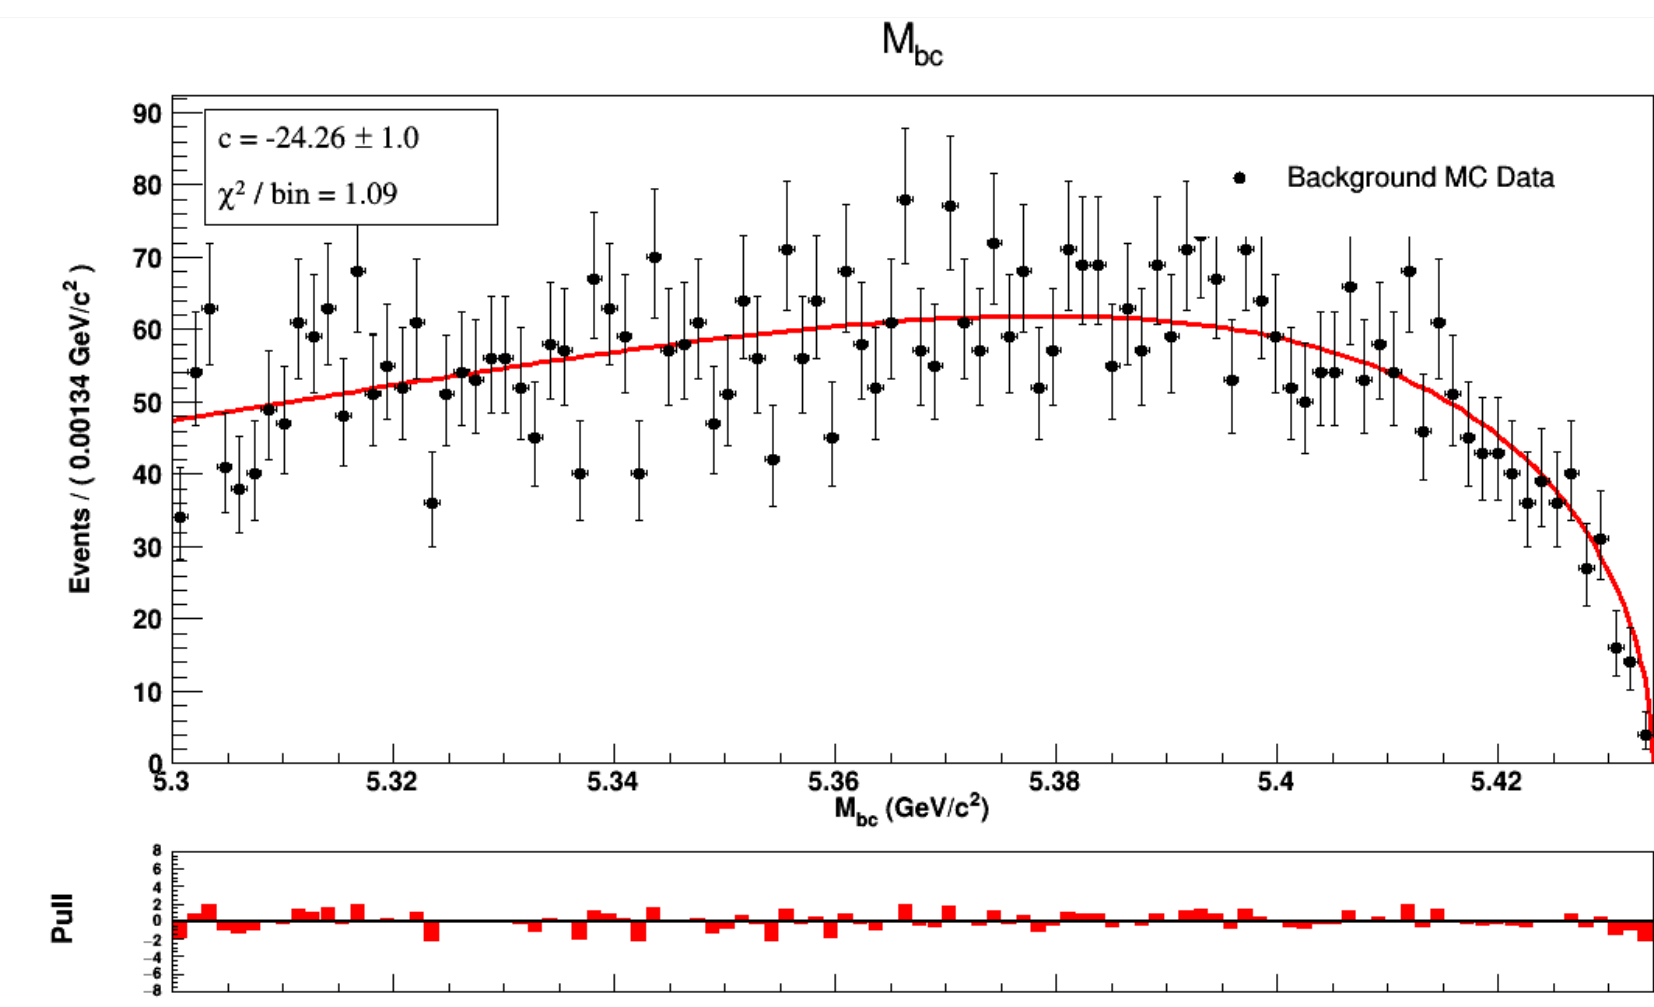 M_bc
c = -24.26 ± 1.0
χ² / bin = 1.09
Background MC Data
Events / ( 0.00134 GeV/c² )
90
80
70
60
50
40
30
20
10
0
5.3 5.32 5.34 5.36 5.38 5.4 5.42
M_bc (GeV/c²)
Pull
8
6
4
2
0
−2
−4
−6
−8